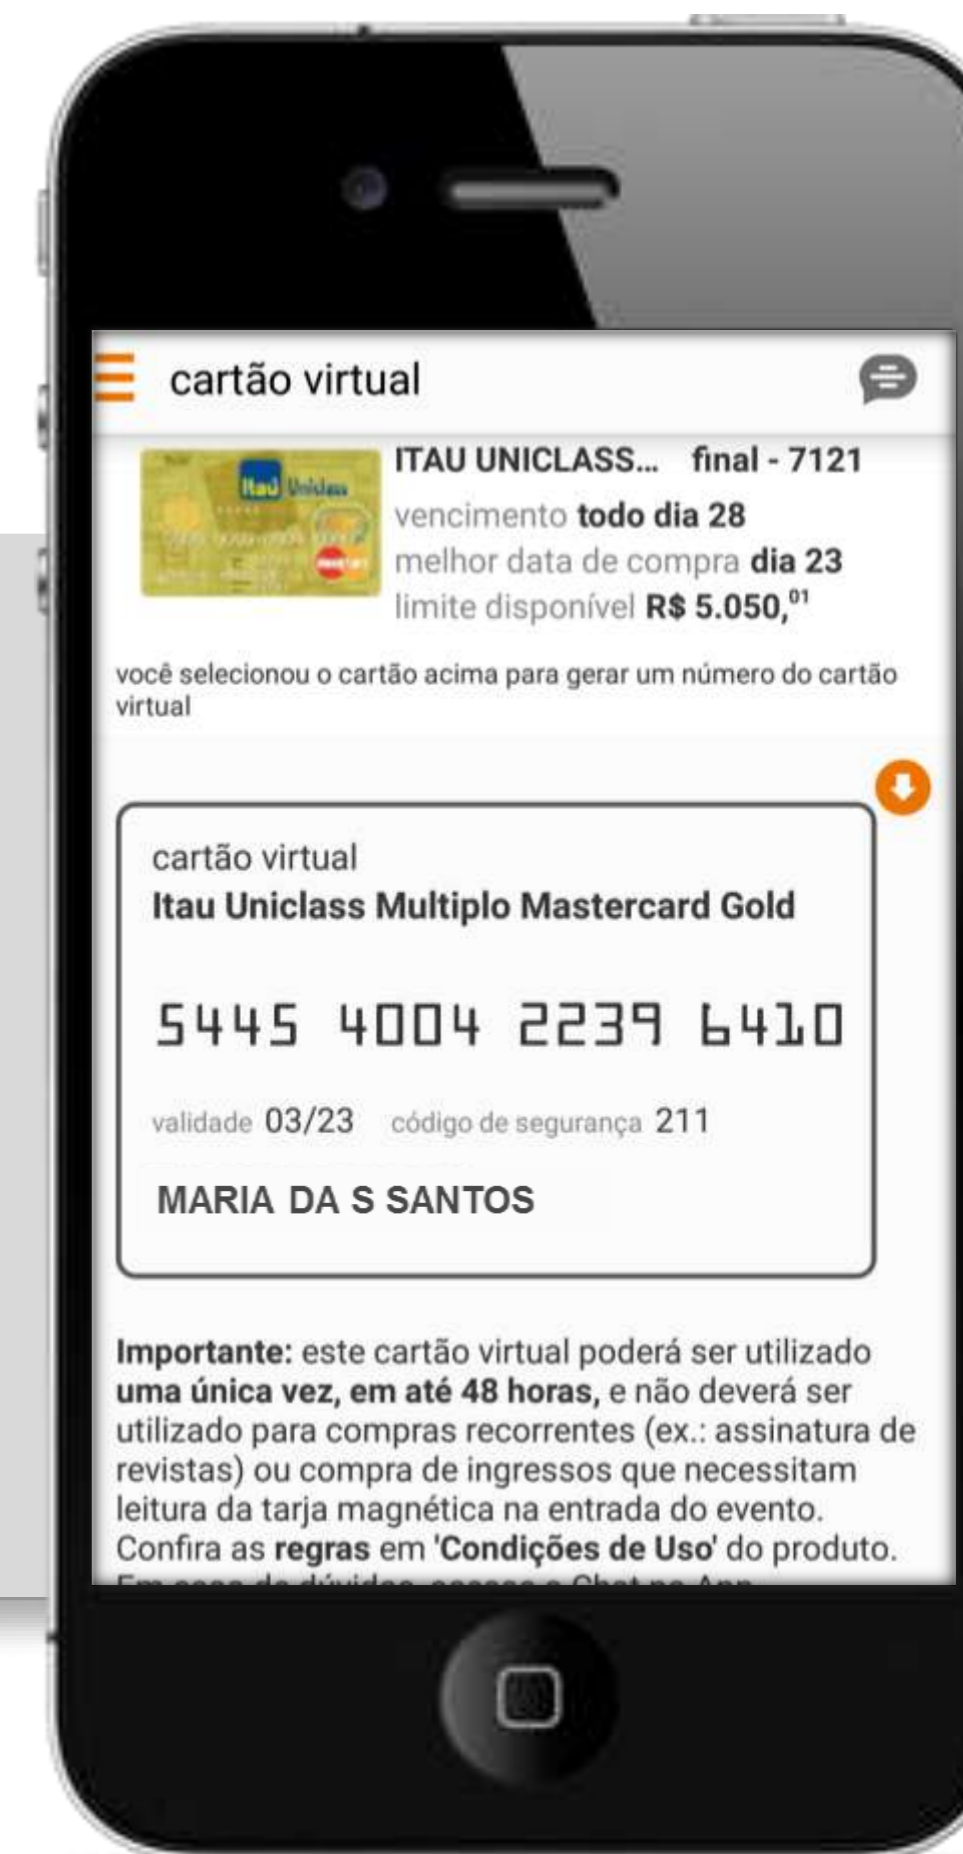 cartão virtual
Itaú Uniclass
ITAU UNICLASS... final - 7121
vencimento todo dia 28
melhor data de compra dia 23
limite disponível R$ 5.050,01
você selecionou o cartão acima para gerar um número do cartão
virtual
cartão virtual
Itau Uniclass Multiplo Mastercard Gold
5445 4004 2239 6410
validade 03/23 código de segurança 211
MARIA DA S SANTOS
Importante: este cartão virtual poderá ser utilizado
uma única vez, em até 48 horas, e não deverá ser
utilizado para compras recorrentes (ex.: assinatura de
revistas) ou compra de ingressos que necessitam
leitura da tarja magnética na entrada do evento.
Confira as regras em 'Condições de Uso' do produto.